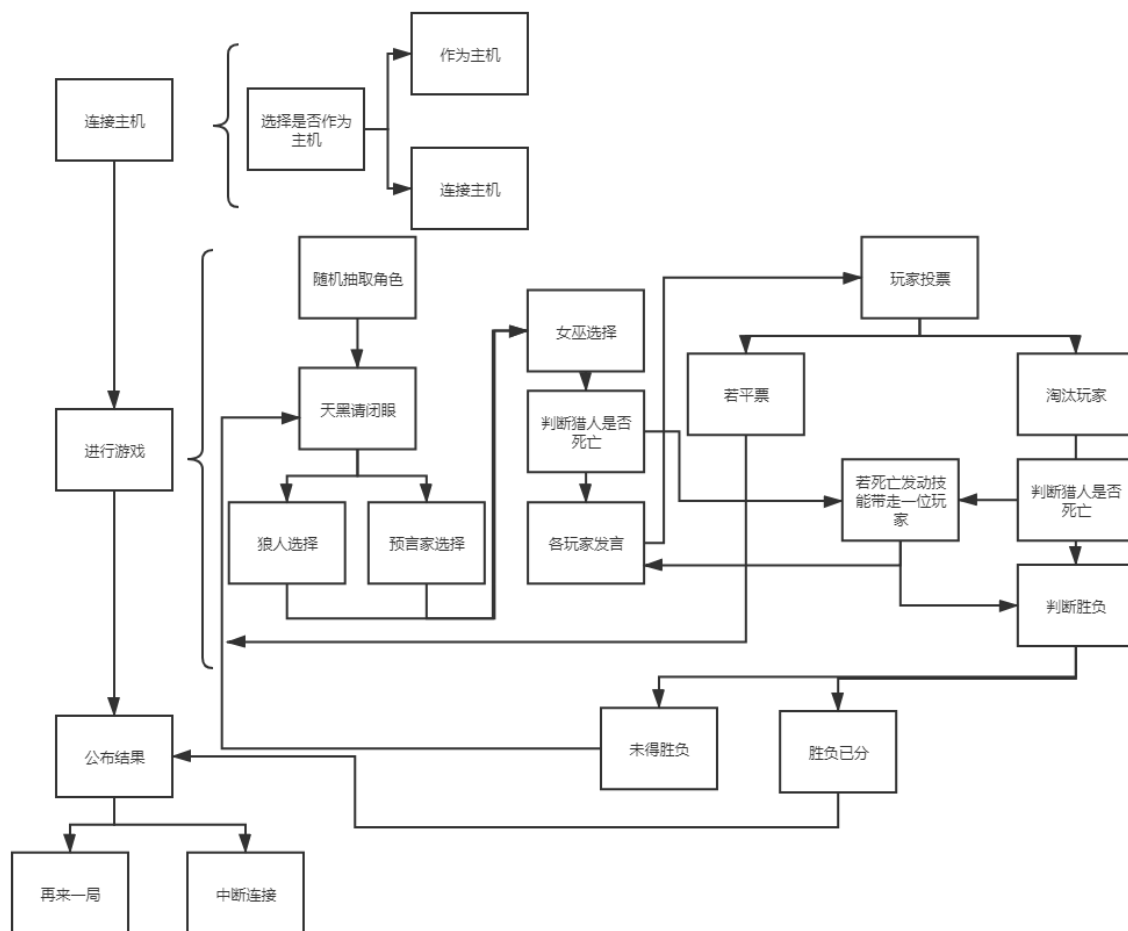 作为主机
连接主机
选择是否作为
主机
连接主机
随机抽取角色
玩家投票
女巫选择
若平票
淘汰玩家
天黑请闭眼
判断猎人是否
死亡
进行游戏
若死亡发动技
能带走一位玩
家
判断猎人是否
死亡
狼人选择
预言家选择
各玩家发言
判断胜负
公布结果
未得胜负
胜负已分
再来一局
中断连接